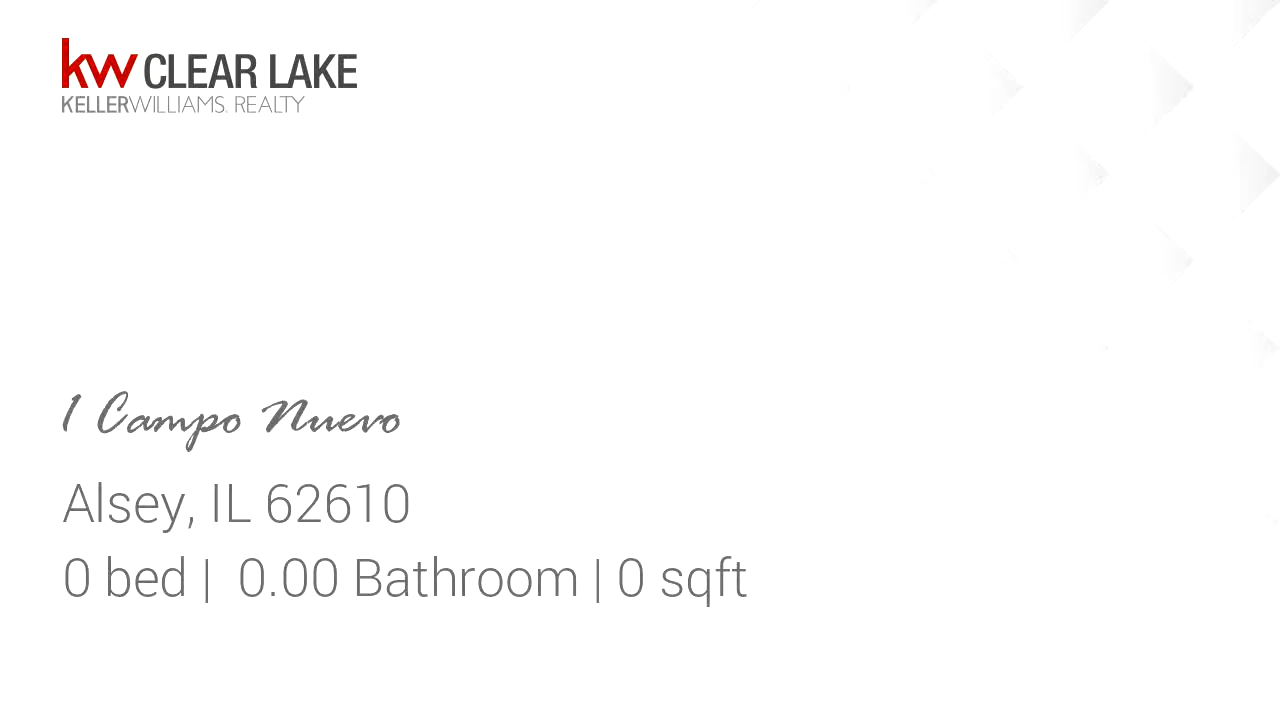 kw CLEAR LAKE
KELLERWILLIAMS. REALTY
1 Campo Nuevo
Alsey, IL 62610
0 bed | 0.00 Bathroom | 0 sqft